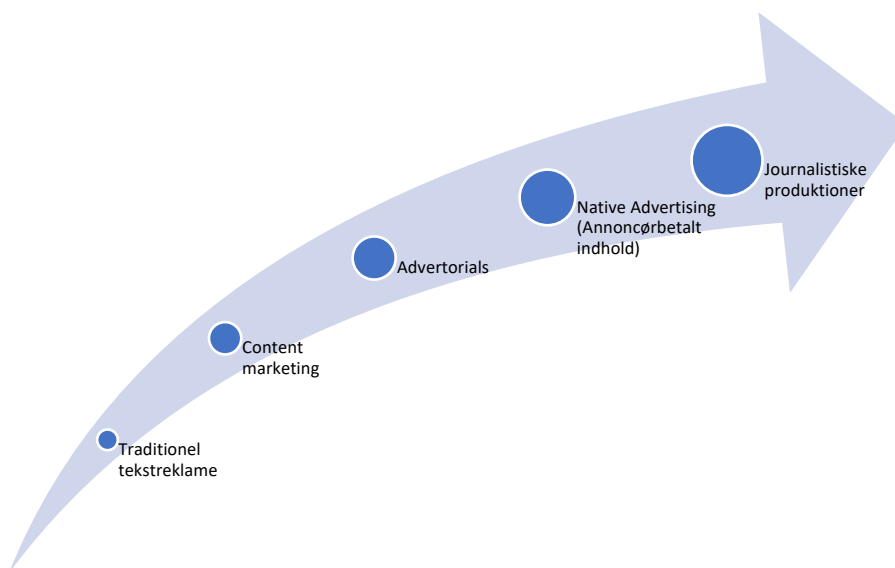 Journalistiske
produktioner
Native Advertising
(Annoncørbetalt
indhold)
Advertorials
Content
marketing
Traditionel
tekstreklame